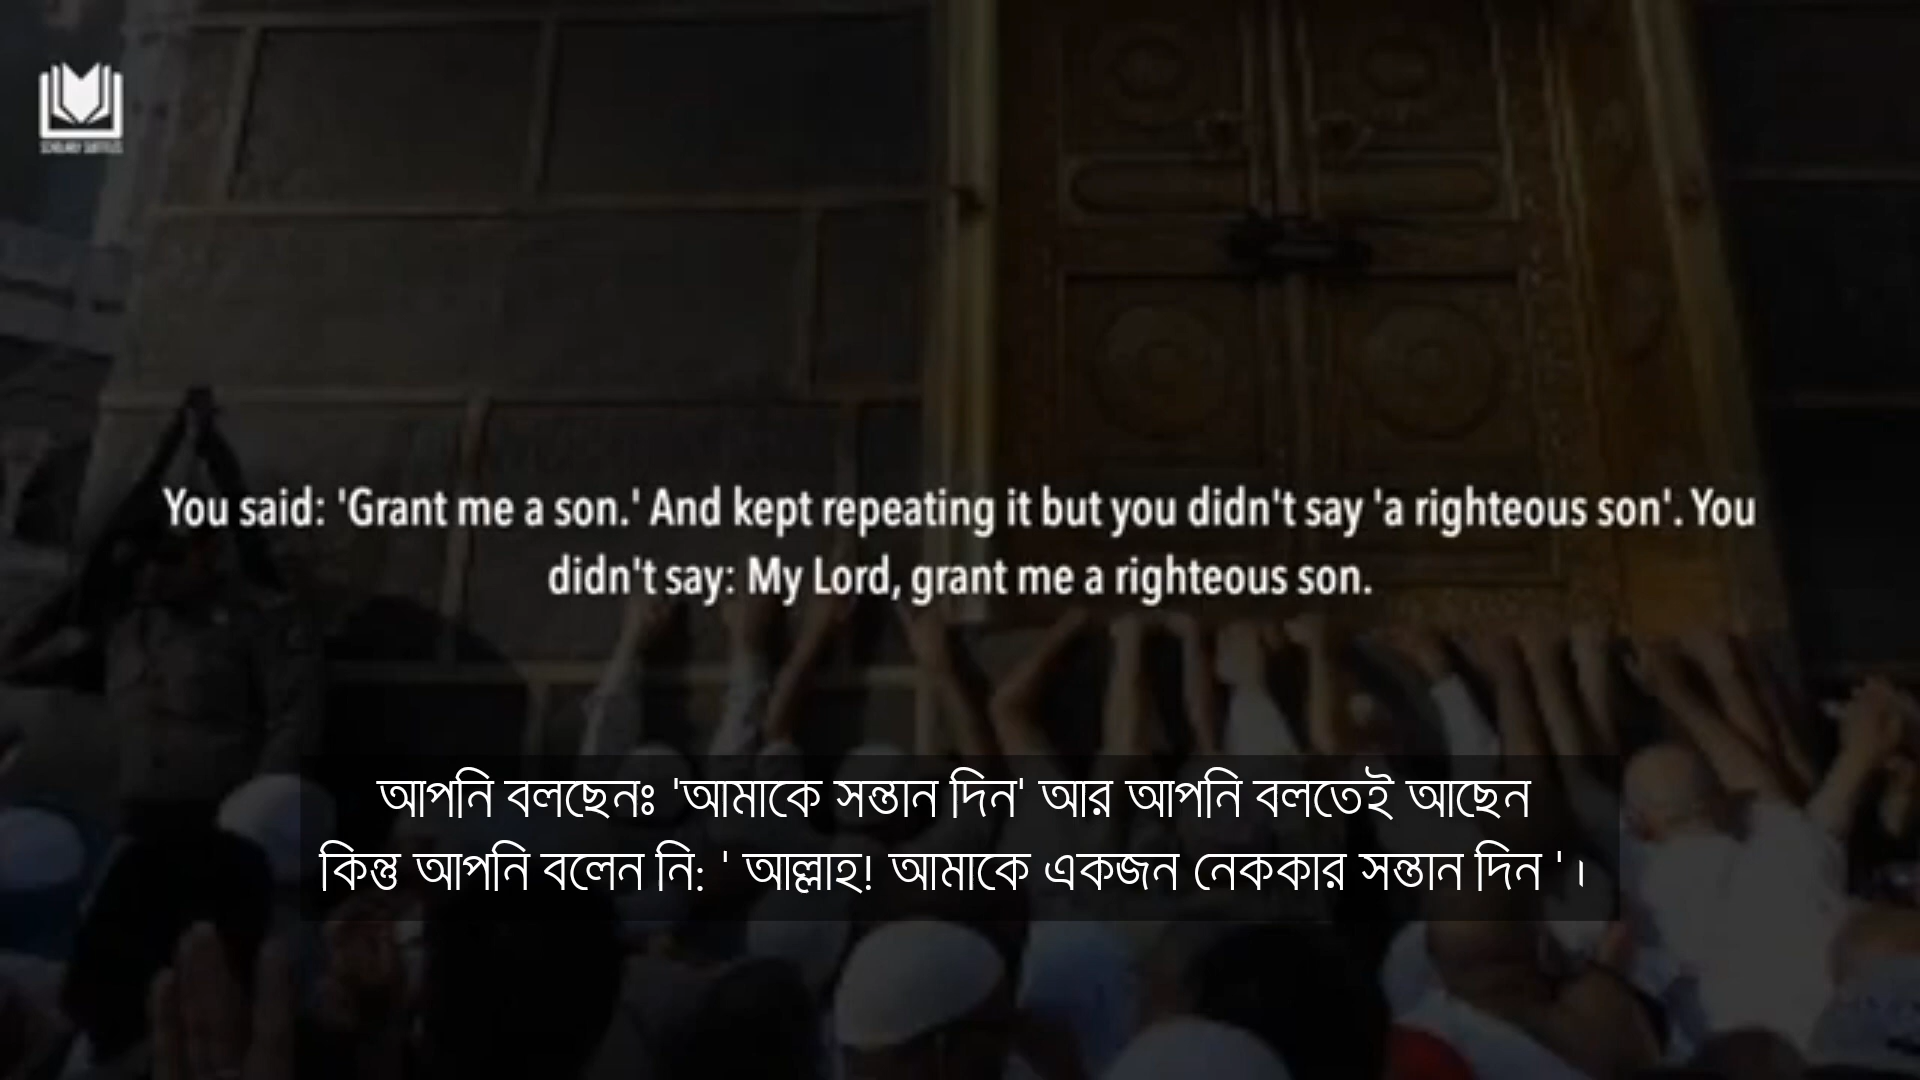 SCHOLARLY SUBTITLES
You said: 'Grant me a son.' And kept repeating it but you didn't say 'a righteous son'. You
didn't say: My Lord, grant me a righteous son.
আপনি বলছেনঃ 'আমাকে সন্তান দিন' আর আপনি বলতেই আছেন
কিন্তু আপনি বলেন নি: ' আল্লাহ! আমাকে একজন নেককার সন্তান দিন '।